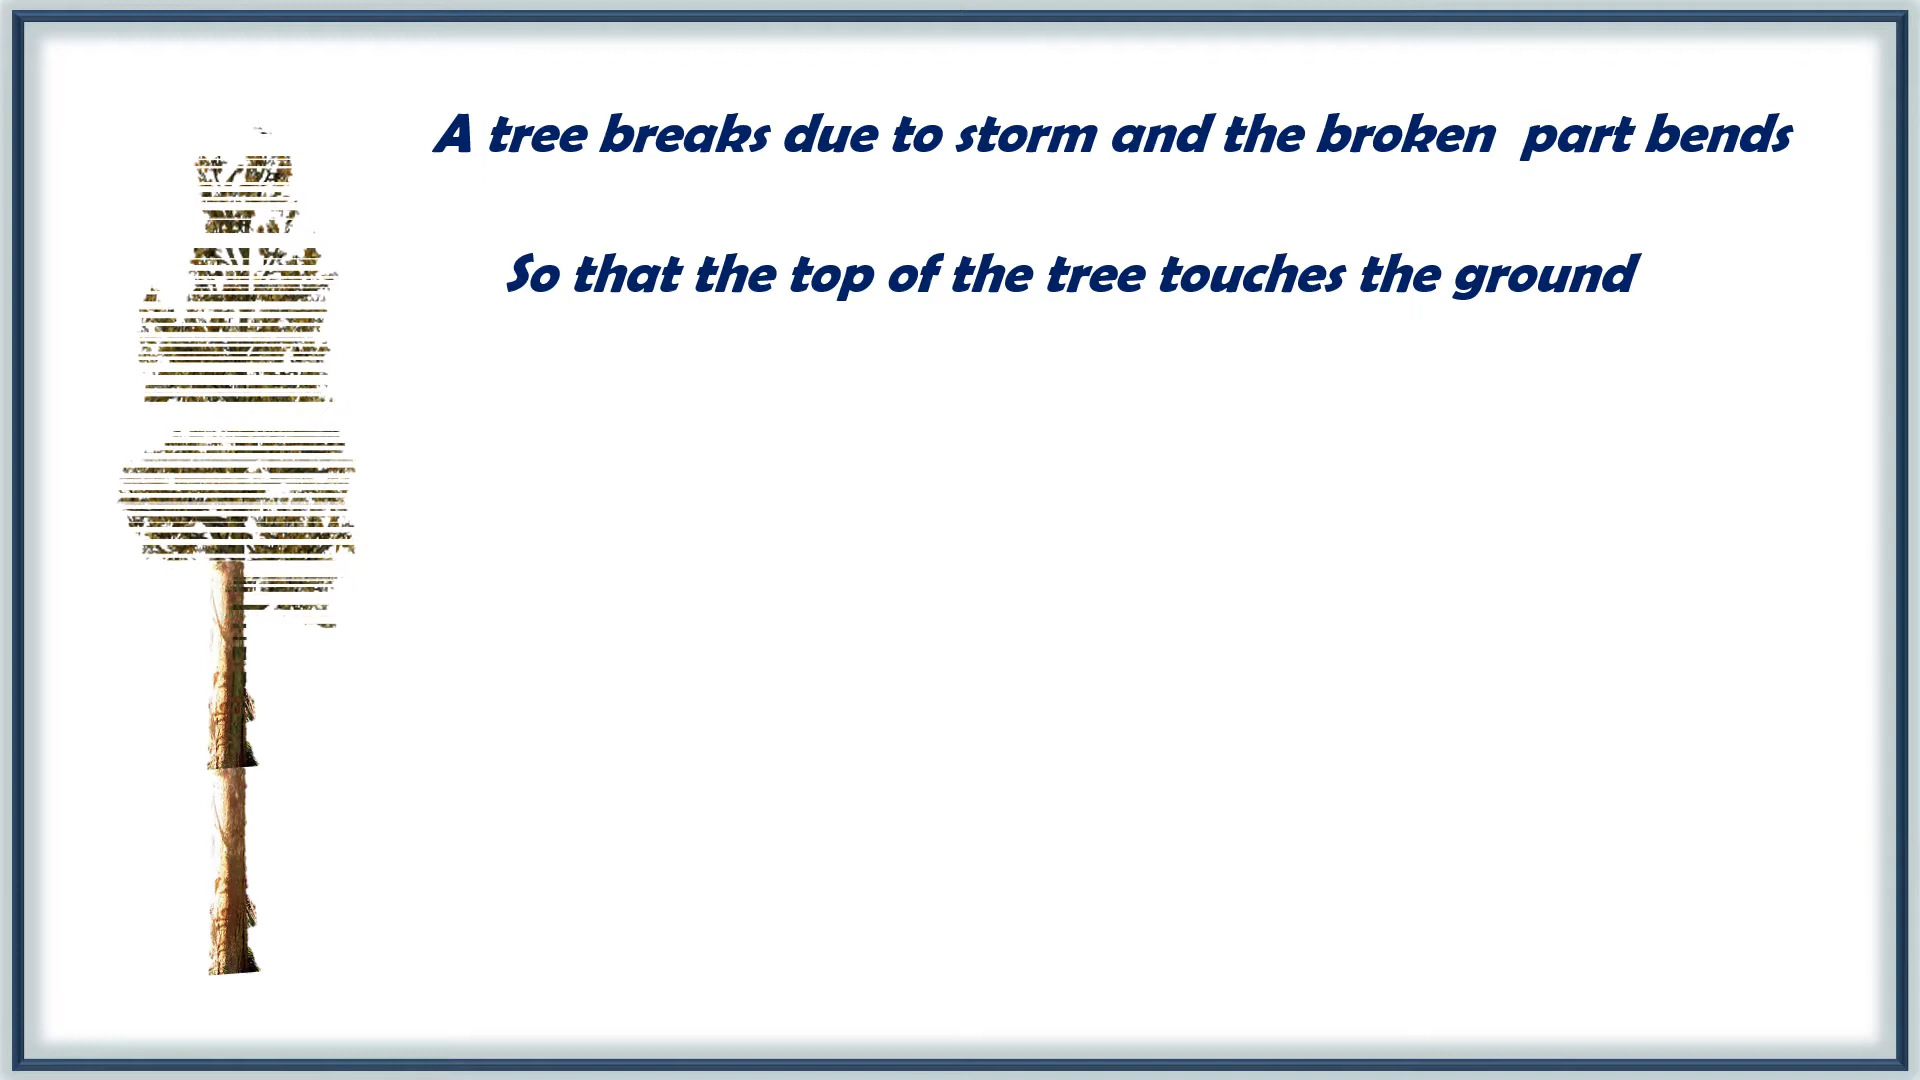 A tree breaks due to storm and the broken part bends
So that the top of the tree touches the ground